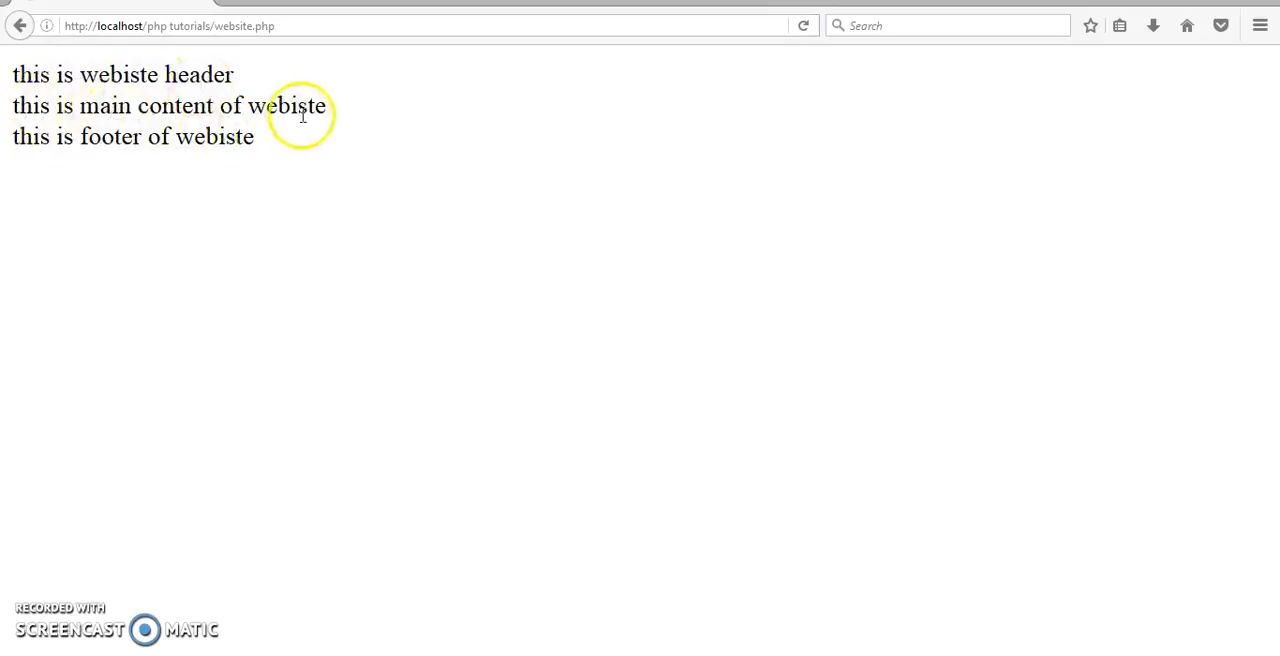 http://localhost/php tutorials/website.php
Search
this is webiste header
this is main content of webiste
this is footer of webiste
RECORDED WITH
SCREENCAST MATIC